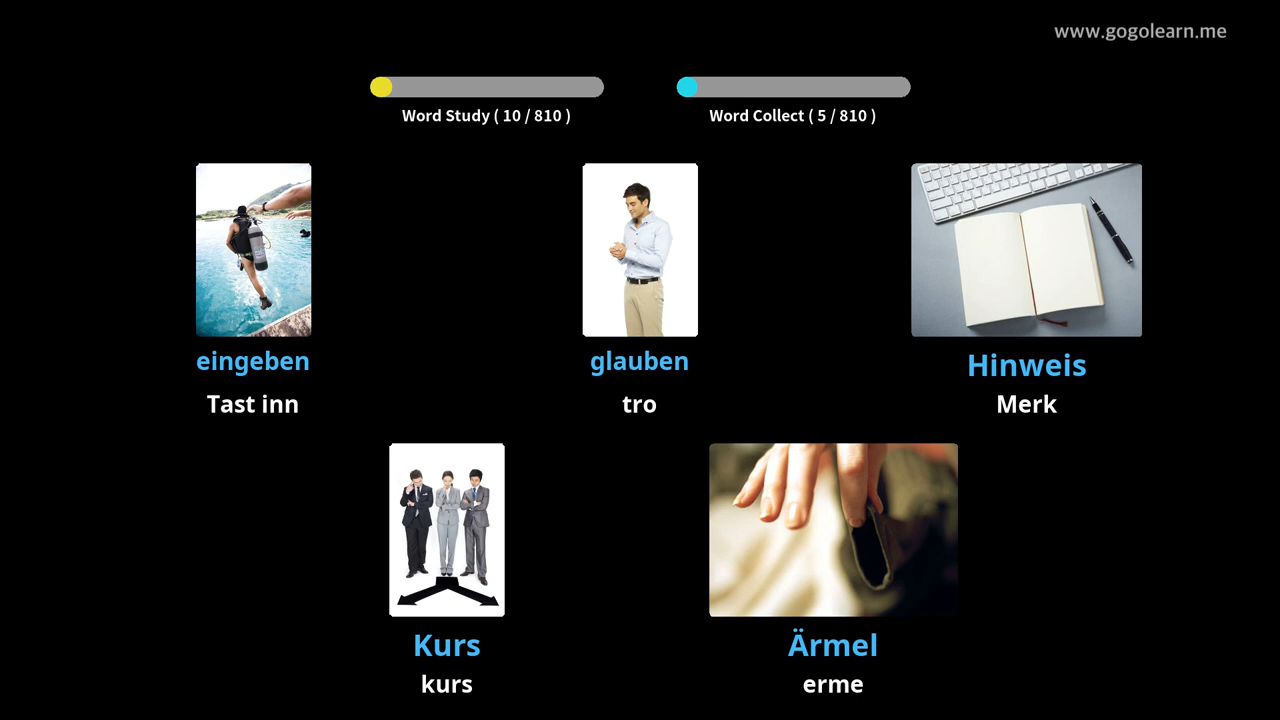 www.gogolearn.me
Word Study ( 10 / 810 )
Word Collect ( 5 / 810 )
eingeben
Tast inn
glauben
tro
Hinweis
Merk
Kurs
kurs
Ärmel
erme